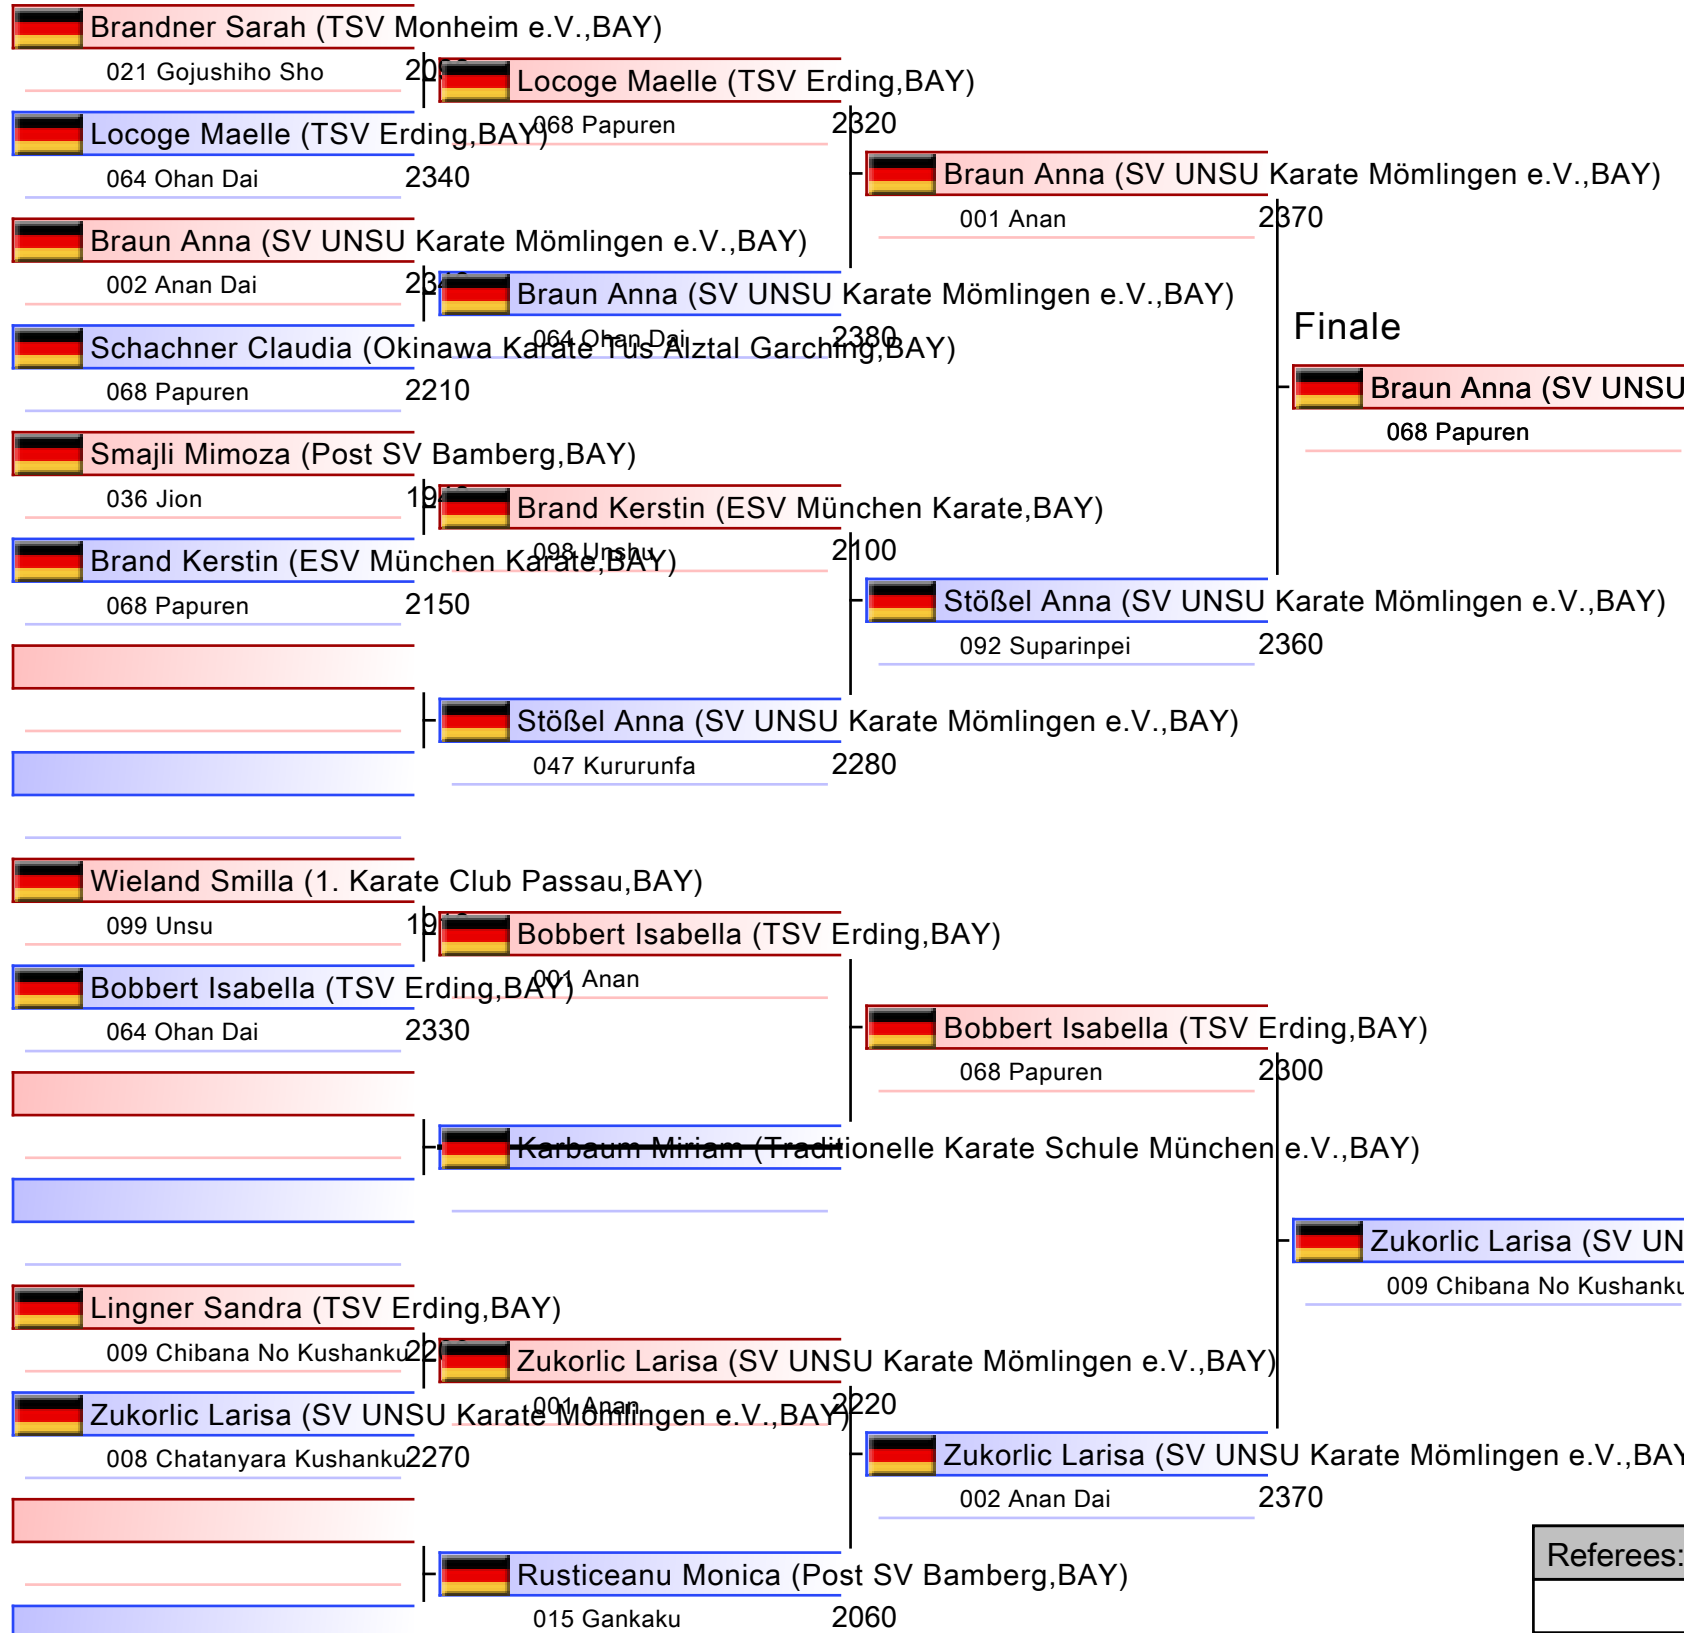 Brandner Sarah (TSV Monheim e.V.,BAY)
021 Gojushiho Sho
Locoge Maelle (TSV Erding,BAY)
064 Ohan Dai 2340
Braun Anna (SV UNSU Karate Mömlingen e.V.,BAY)
002 Anan Dai
Schachner Claudia (Okinawa Karate Tus Alztal Garching,BAY)
068 Papuren 2210
Smajli Mimoza (Post SV Bamberg,BAY)
036 Jion
Brand Kerstin (ESV München Karate,BAY)
068 Papuren 2150
Wieland Smilla (1. Karate Club Passau,BAY)
099 Unsu
Bobbert Isabella (TSV Erding,BAY)
064 Ohan Dai 2330
Lingner Sandra (TSV Erding,BAY)
009 Chibana No Kushanku
Zukorlic Larisa (SV UNSU Karate Mömlingen e.V.,BAY)
008 Chatanyara Kushanku 2270
Locoge Maelle (TSV Erding,BAY)
068 Papuren 2320
Braun Anna (SV UNSU Karate Mömlingen e.V.,BAY)
064 Ohan Dai 2380
Brand Kerstin (ESV München Karate,BAY)
098 Unshu 2100
Stößel Anna (SV UNSU Karate Mömlingen e.V.,BAY)
047 Kururunfa 2280
Bobbert Isabella (TSV Erding,BAY)
001 Anan
Karbaum Miriam (Traditionelle Karate Schule München e.V.,BAY)
Zukorlic Larisa (SV UNSU Karate Mömlingen e.V.,BAY)
001 Anan 2220
Rusticeanu Monica (Post SV Bamberg,BAY)
015 Gankaku 2060
Braun Anna (SV UNSU Karate Mömlingen e.V.,BAY)
001 Anan 2370
Stößel Anna (SV UNSU Karate Mömlingen e.V.,BAY)
092 Suparinpei 2360
Bobbert Isabella (TSV Erding,BAY)
068 Papuren 2300
Zukorlic Larisa (SV UNSU Karate Mömlingen e.V.,BAY
002 Anan Dai 2370
Finale
Braun Anna (SV UNSU
068 Papuren
Zukorlic Larisa (SV UN
009 Chibana No Kushanku
Referees: